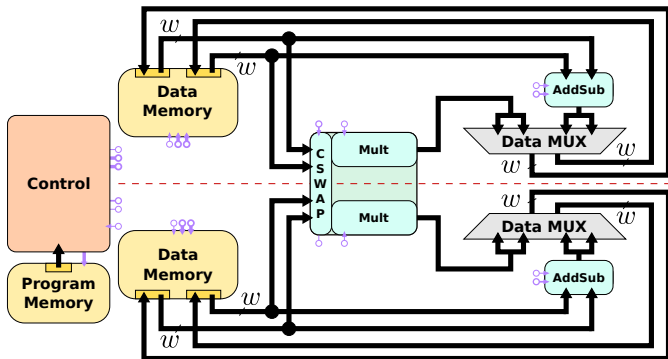 w
w
Data
Memory
AddSub
Data MUX
w
w
C
S
W
A
P
Mult
Control
Mult
Data MUX
w
w
Data
Memory
AddSub
Program
Memory
w
w